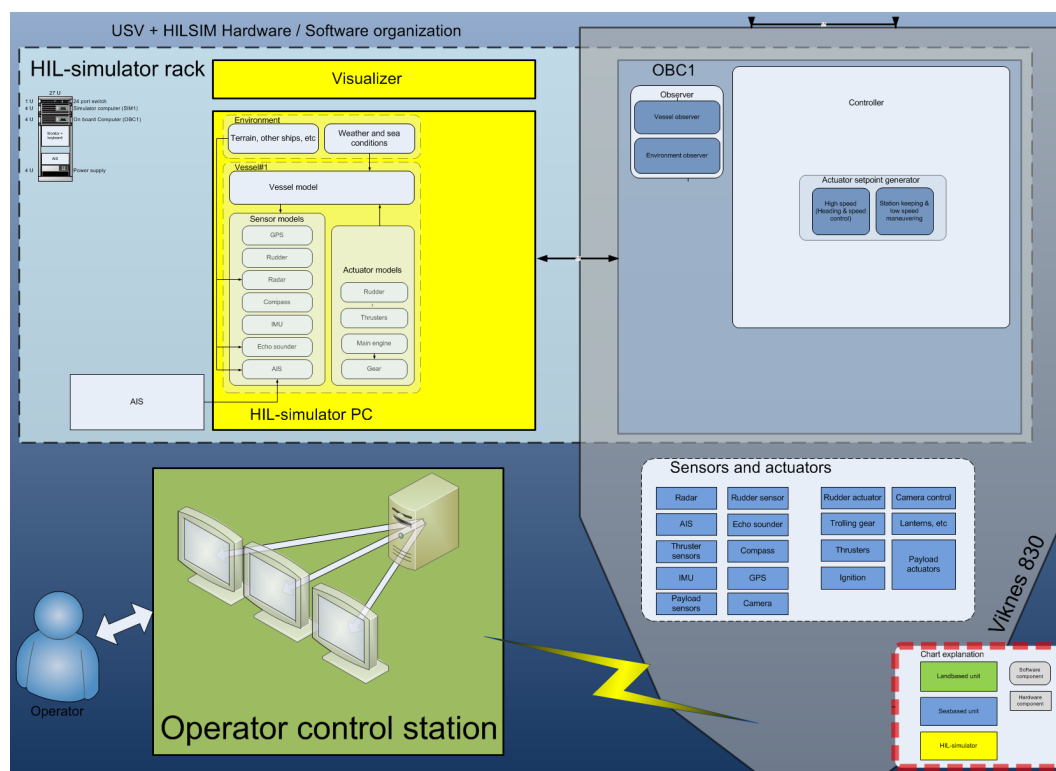 USV + HILSIM Hardware / Software organization
HIL-simulator rack
27 U
1 U
24 port switch
4 U
Simulator computer (SIM1)
4 U
On board Computer (OBC1)
Monitor +
keyboard
AIS
4 U
Power supply
Visualizer
Environment
Terrain, other ships, etc
Weather and sea
conditions
Vessel#1
Vessel model
Sensor models
GPS
Rudder
Radar
Compass
IMU
Echo sounder
AIS
Actuator models
Rudder
Thrusters
Main engine
Gear
AIS
HIL-simulator PC
OBC1
Observer
Vessel observer
Environment observer
Controller
Actuator setpoint generator
High speed
(Heading & speed
control)
Station keeping &
low speed
maneuvering
Sensors and actuators
Radar
Rudder sensor
Rudder actuator
Camera control
AIS
Echo sounder
Trolling gear
Lanterns, etc
Thruster
sensors
Compass
Thrusters
Payload
actuators
IMU
GPS
Ignition
Payload
sensors
Camera
Viknes 830
Operator
Operator control station
Chart explanation
Landbased unit
Software
component
Seabased unit
Hardware
component
HIL-simulator